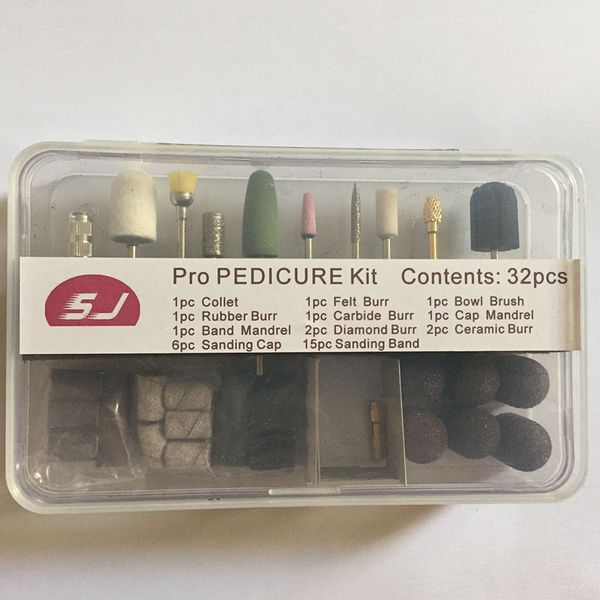 SJ
Pro PEDICURE Kit Contents: 32pcs
1pc Collet 1pc Felt Burr 1pc Bowl Brush
1pc Rubber Burr 1pc Carbide Burr 1pc Cap Mandrel
1pc Band Mandrel 2pc Diamond Burr 2pc Ceramic Burr
6pc Sanding Cap 15pc Sanding Band